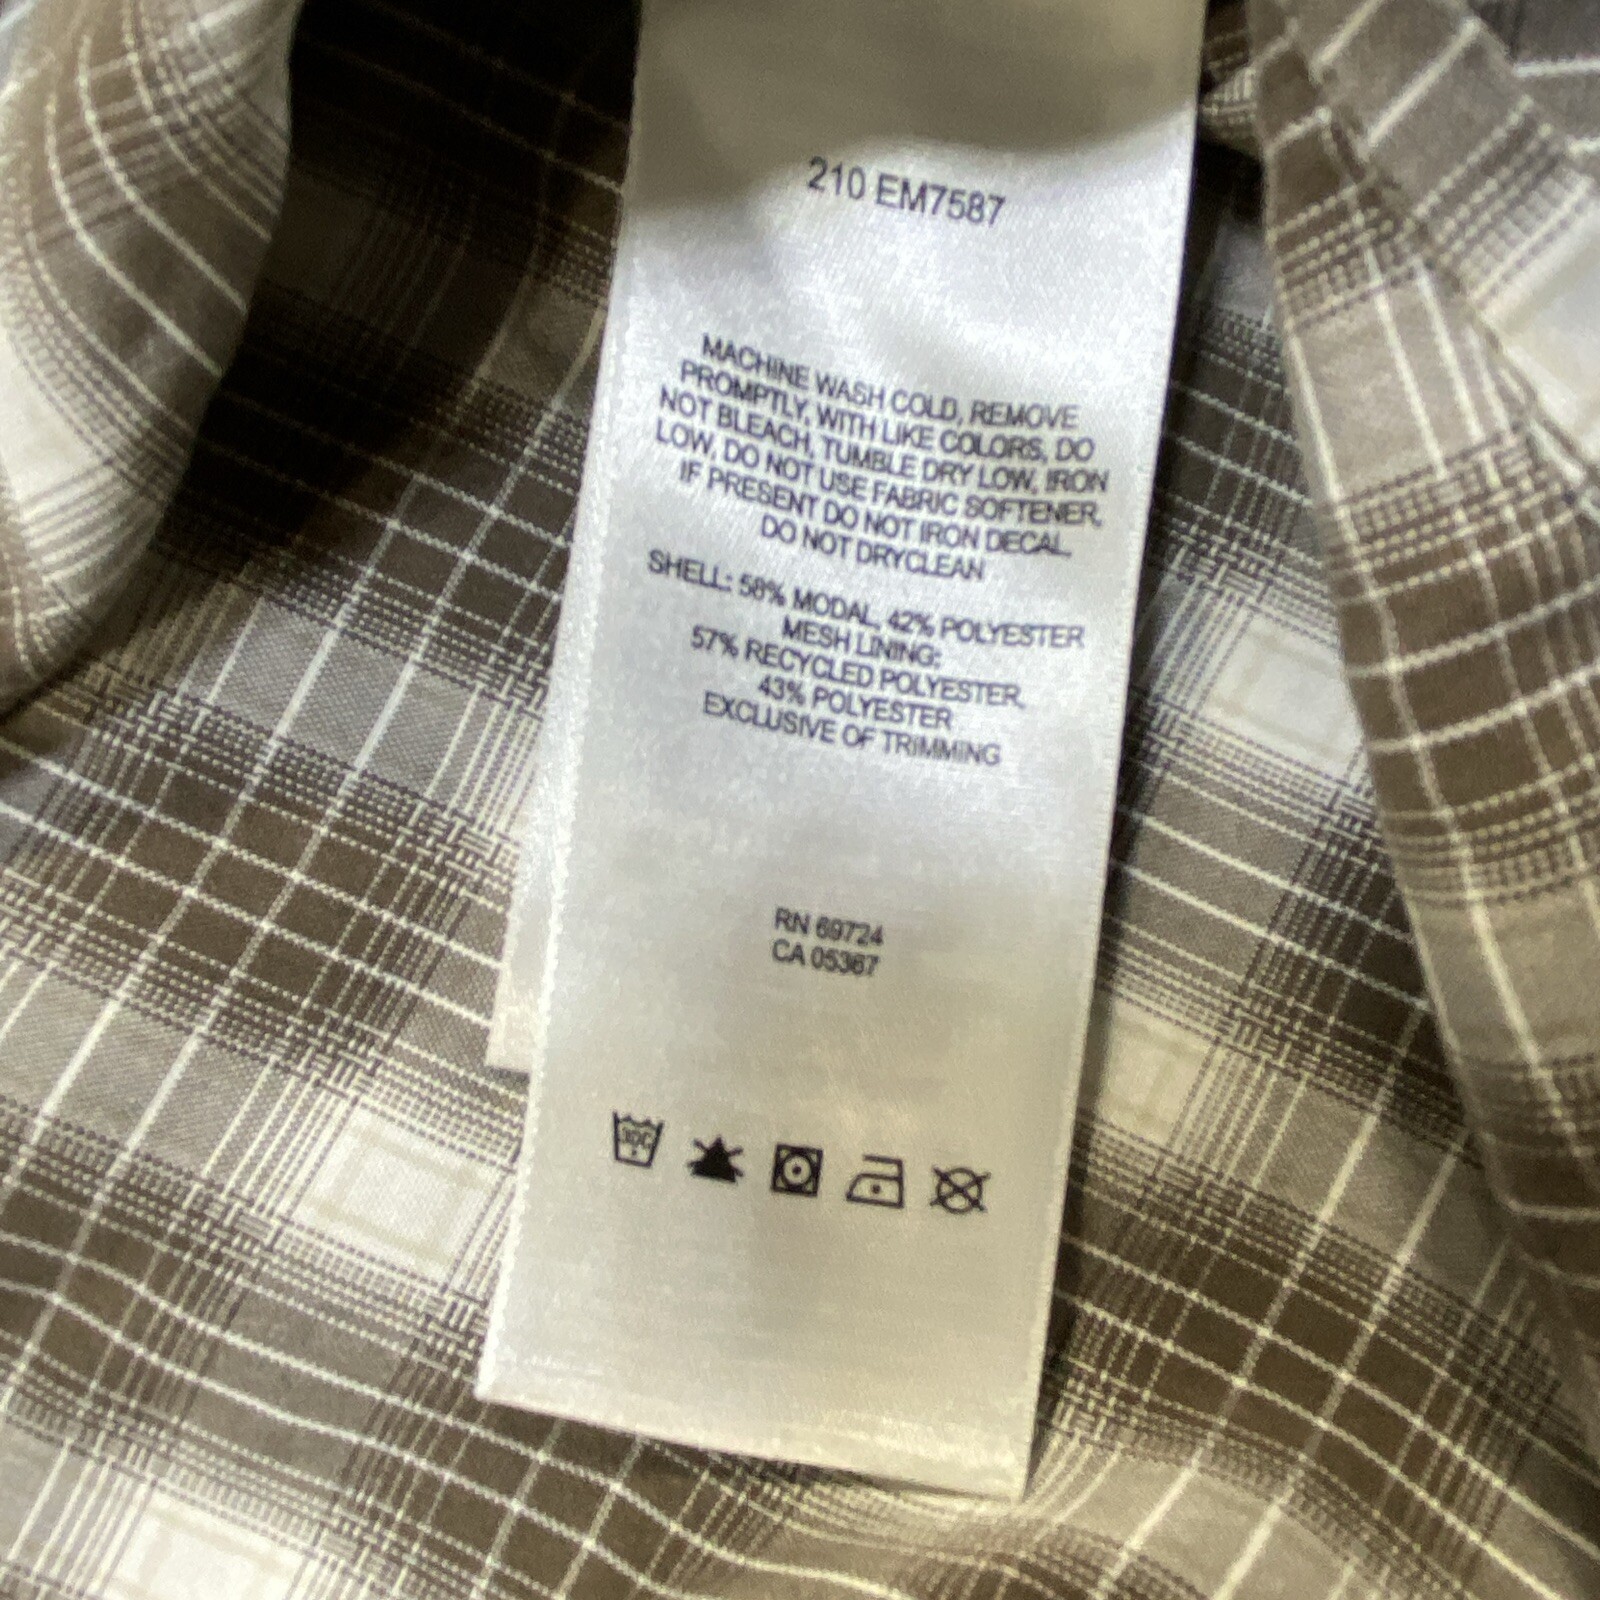 210 EM7587
MACHINE WASH COLD, REMOVE
PROMPTLY, WITH LIKE COLORS, DO
NOT BLEACH, TUMBLE DRY LOW, IRON
LOW, DO NOT USE FABRIC SOFTENER,
IF PRESENT DO NOT IRON DECAL,
DO NOT DRYCLEAN
SHELL: 58% MODAL, 42% POLYESTER
MESH LINING:
57% RECYCLED POLYESTER,
43% POLYESTER
EXCLUSIVE OF TRIMMING
RN 69724
CA 05367
30C